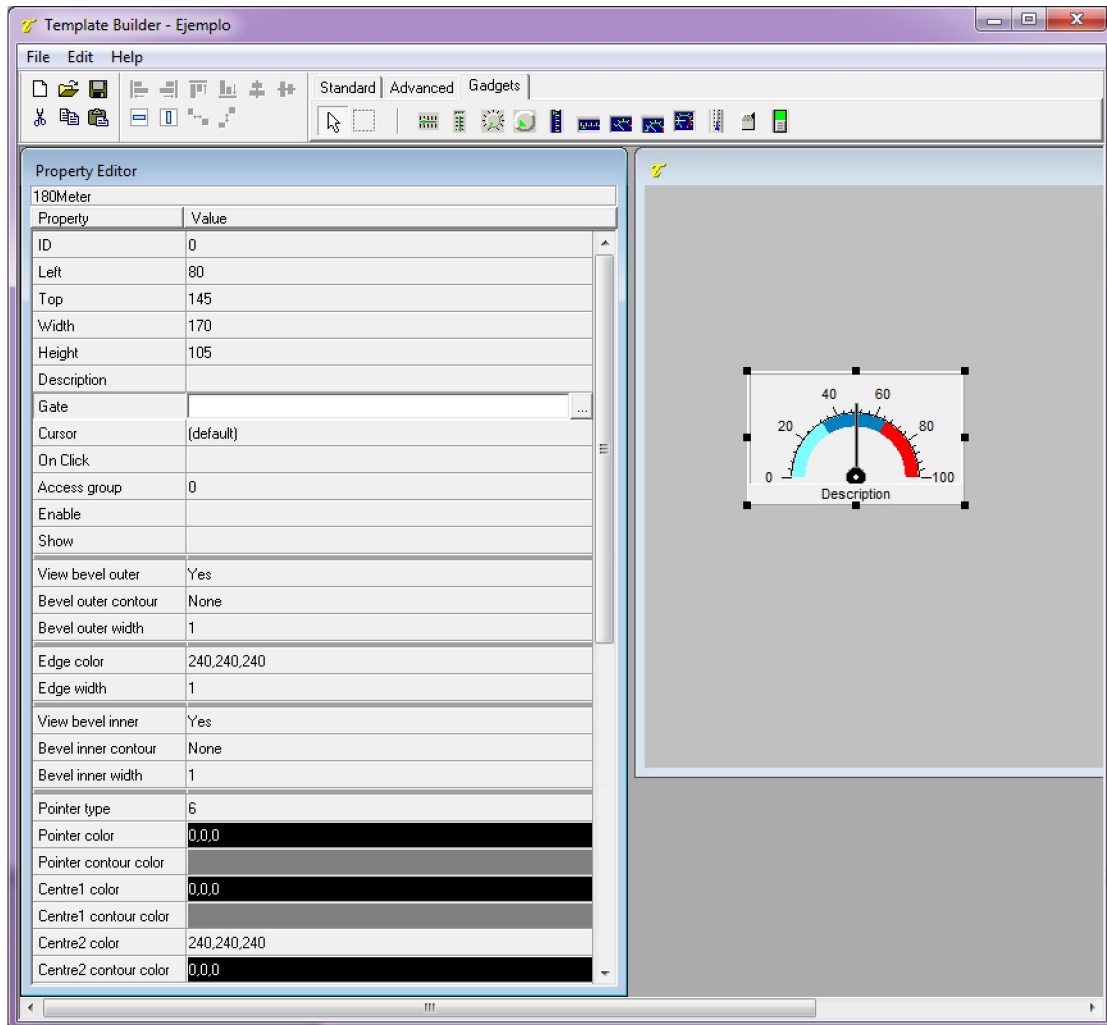 Template Builder - Ejemplo
File Edit Help
Standard Advanced Gadgets
Property Editor
180Meter
Property Value
ID 0
Left 80
Top 145
Width 170
Height 105
Description
Gate ...
Cursor (default)
On Click
Access group 0
Enable
Show
View bevel outer Yes
Bevel outer contour None
Bevel outer width 1
Edge color 240,240,240
Edge width 1
View bevel inner Yes
Bevel inner contour None
Bevel inner width 1
Pointer type 6
Pointer color 0,0,0
Pointer contour color
Centre1 color 0,0,0
Centre1 contour color
Centre2 color 240,240,240
Centre2 contour color 0,0,0
40 60
20 80
0 100
Description